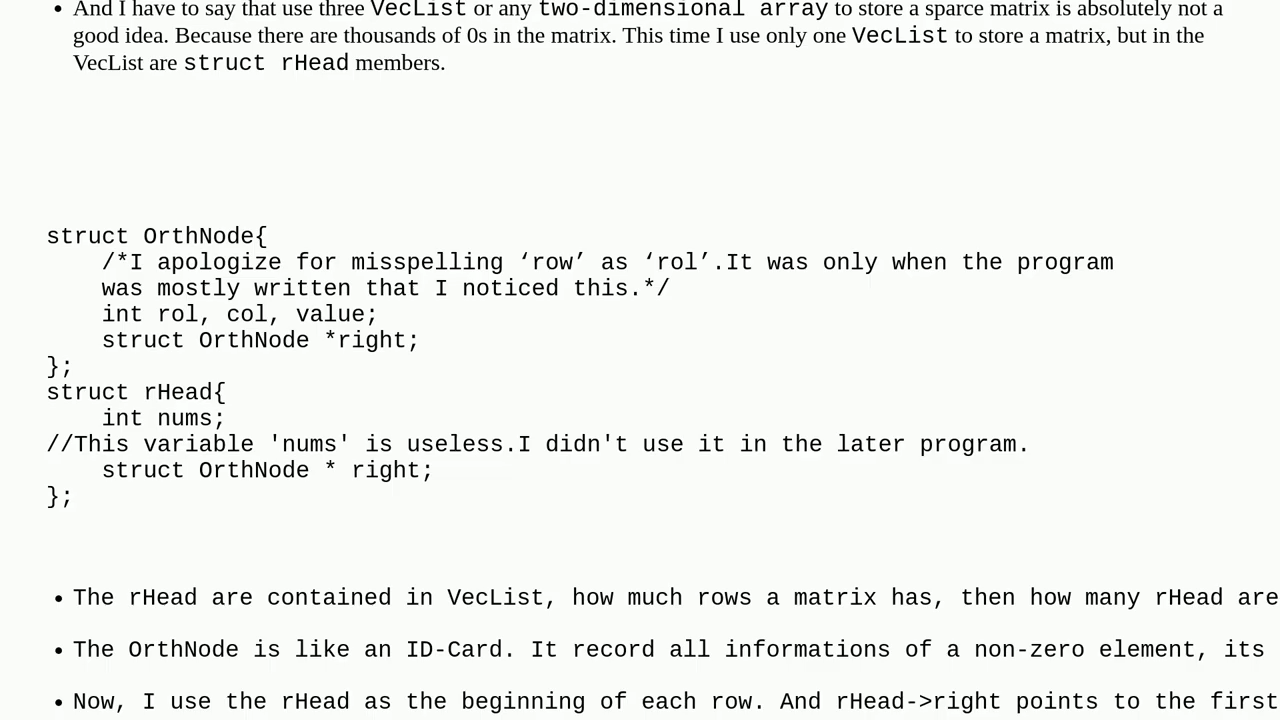 • And I have to say that use three VecList or any two-dimensional array to store a sparce matrix is absolutely not a
good idea. Because there are thousands of 0s in the matrix. This time I use only one VecList to store a matrix, but in the
VecList are struct rHead members.
struct OrthNode{
    /*I apologize for misspelling ‘row’ as ‘rol’.It was only when the program
    was mostly written that I noticed this.*/
    int rol, col, value;
    struct OrthNode *right;
};
struct rHead{
    int nums;
//This variable 'nums' is useless.I didn't use it in the later program.
    struct OrthNode * right;
};
• The rHead are contained in VecList, how much rows a matrix has, then how many rHead are
• The OrthNode is like an ID-Card. It record all informations of a non-zero element, its
• Now, I use the rHead as the beginning of each row. And rHead->right points to the first